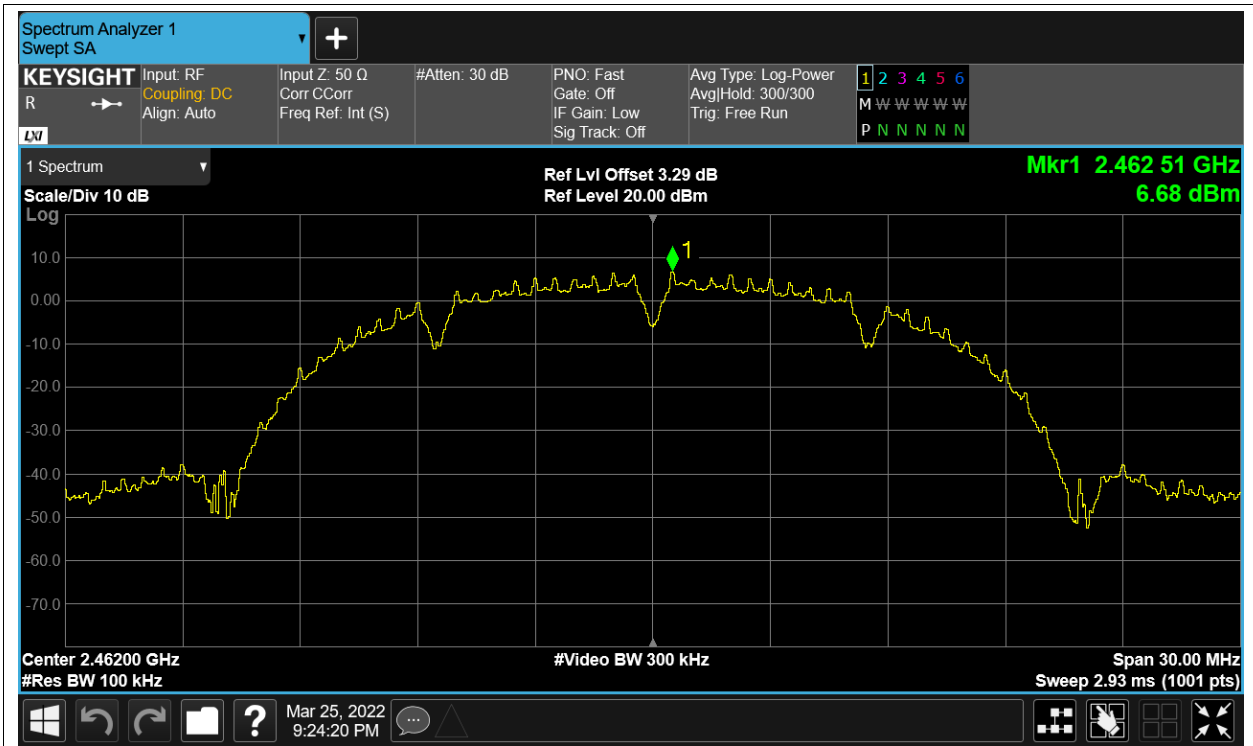 Spectrum Analyzer 1
Swept SA
KEYSIGHT
R
LXI
Input: RF
Coupling: DC
Align: Auto
Input Z: 50 Ω
Corr CCorr
Freq Ref: Int (S)
#Atten: 30 dB
PNO: Fast
Gate: Off
IF Gain: Low
Sig Track: Off
Avg Type: Log-Power
Avg|Hold: 300/300
Trig: Free Run
1 2 3 4 5 6
M W W W W W
P N N N N N
1 Spectrum
Scale/Div 10 dB
Log
Ref Lvl Offset 3.29 dB
Ref Level 20.00 dBm
Mkr1 2.462 51 GHz
6.68 dBm
1
10.0
0.00
-10.0
-20.0
-30.0
-40.0
-50.0
-60.0
-70.0
Center 2.46200 GHz
#Video BW 300 kHz
Span 30.00 MHz
#Res BW 100 kHz
Sweep 2.93 ms (1001 pts)
?
Mar 25, 2022
9:24:20 PM